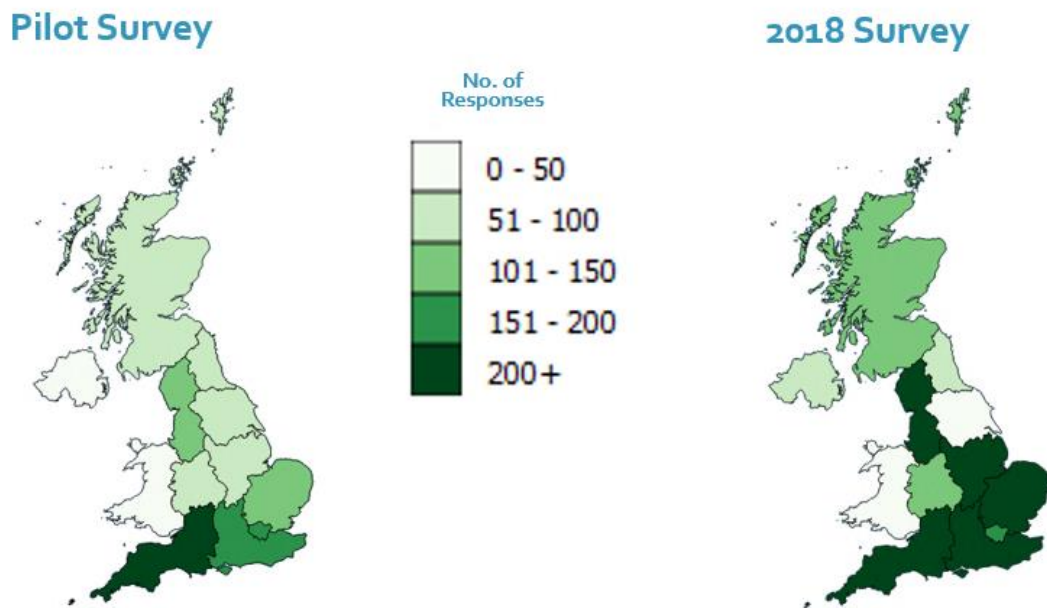 Pilot Survey
2018 Survey
No. of
Responses
0 - 50
51 - 100
101 - 150
151 - 200
200+